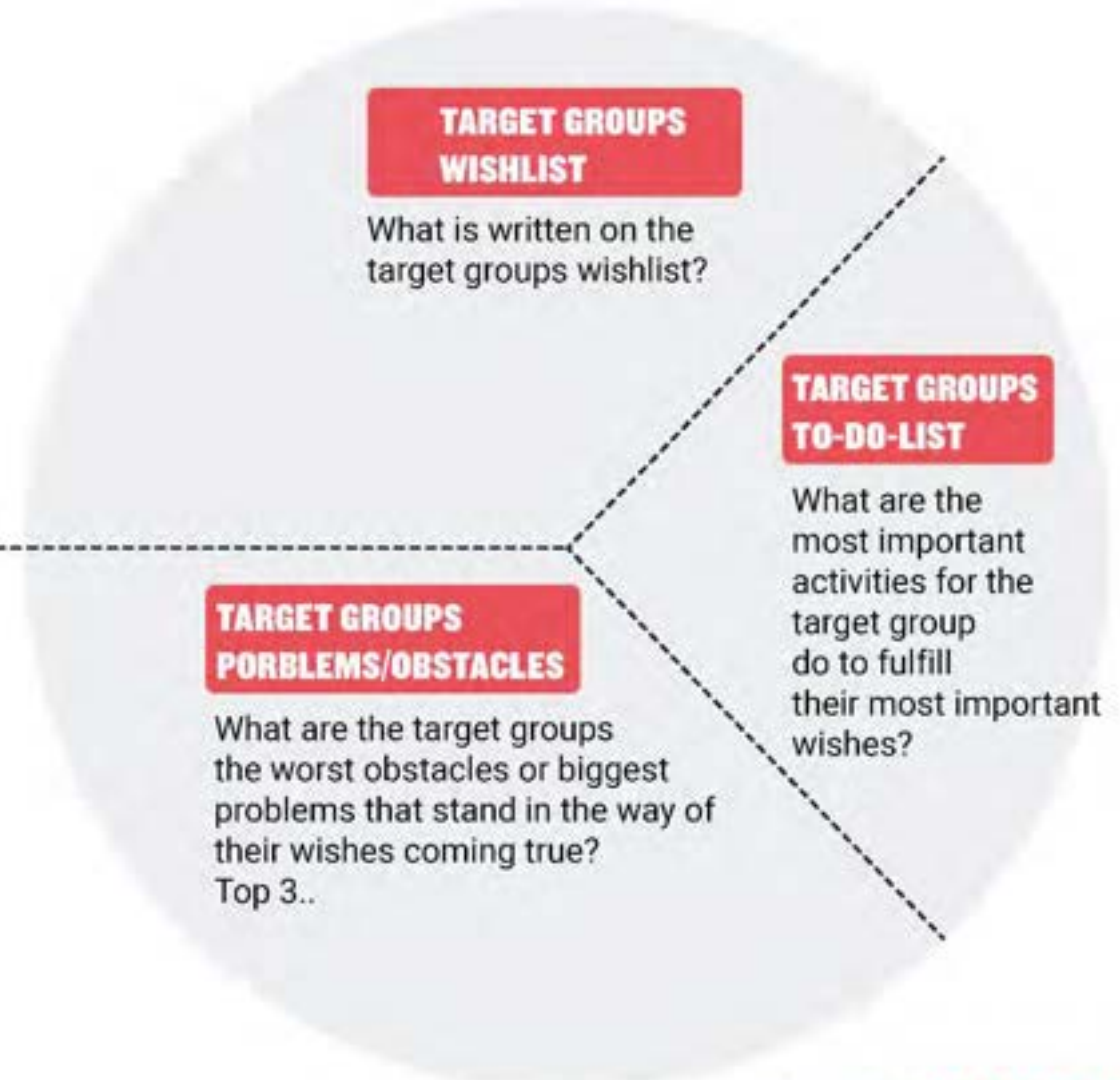 TARGET GROUPS
WISHLIST
What is written on the
target groups wishlist?
TARGET GROUPS
TO-DO-LIST
What are the
most important
activities for the
target group
do to fulfill
their most important
wishes?
TARGET GROUPS
PORBLEMS/OBSTACLES
What are the target groups
the worst obstacles or biggest
problems that stand in the way of
their wishes coming true?
Top 3..